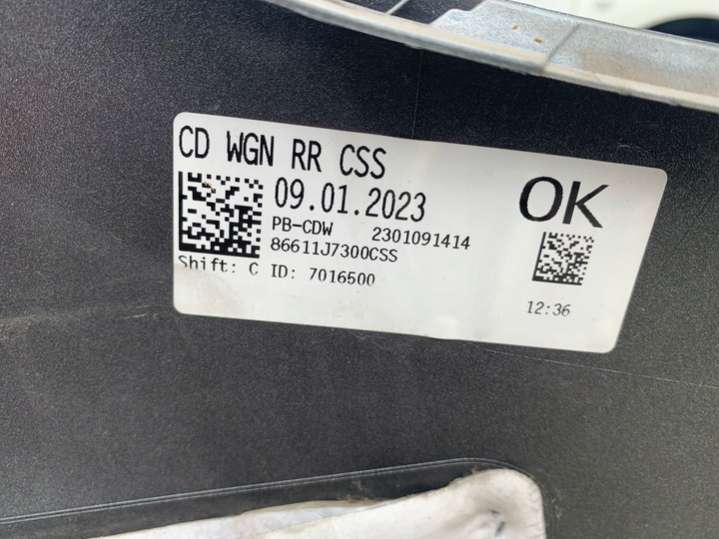 CD WGN RR CSS
09.01.2023
OK
PB-CDW 2301091414
86611J7300CSS
Shift: C ID: 7016500
12:36